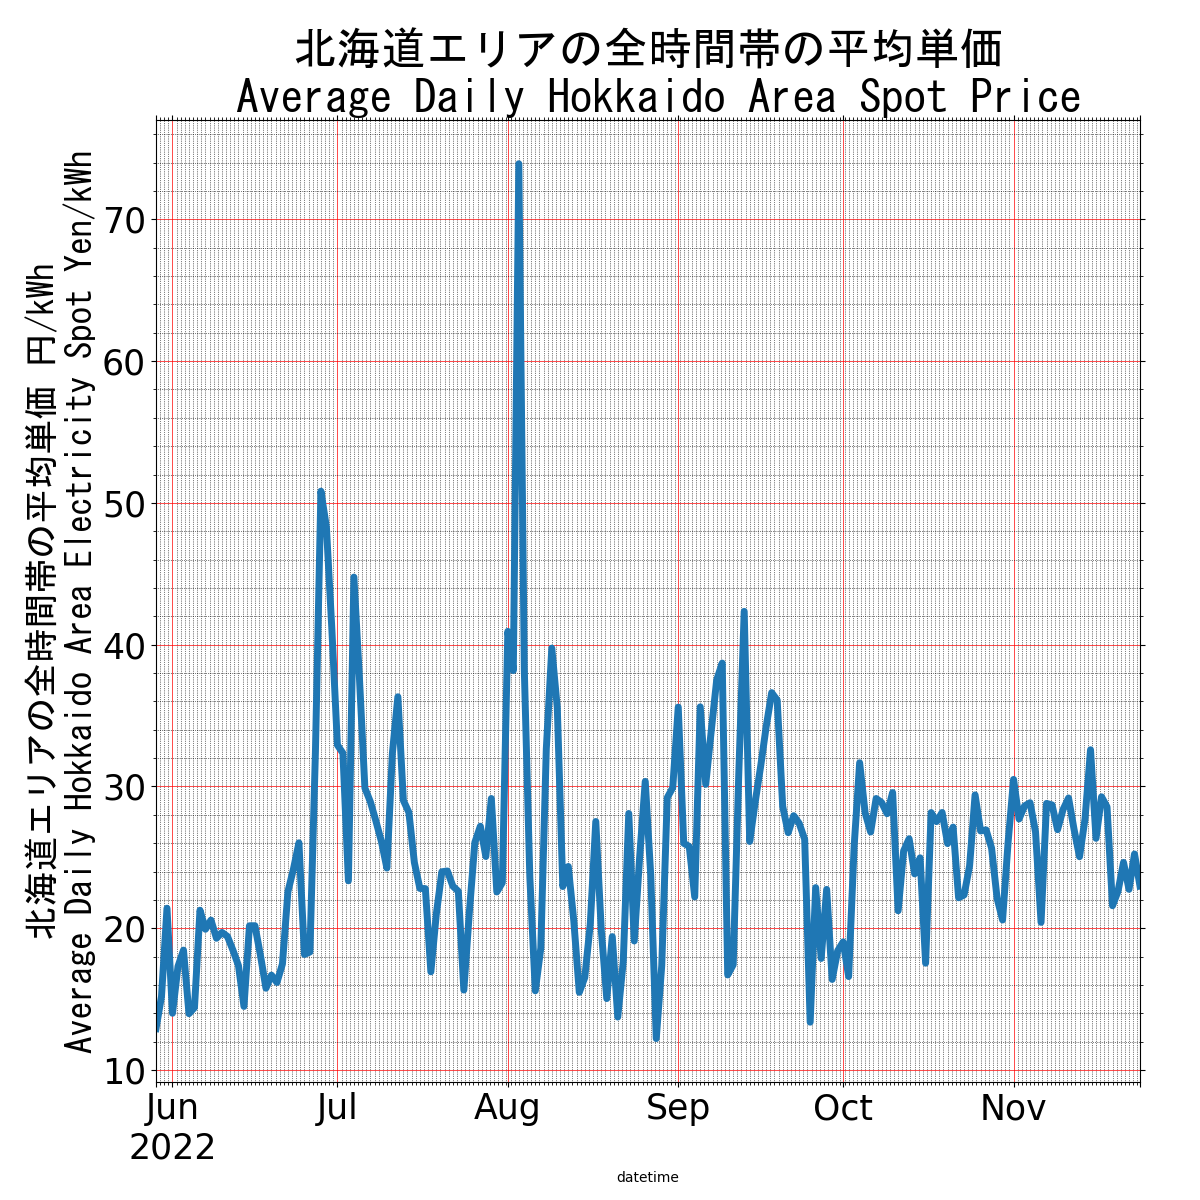 北海道エリアの全時間帯の平均単価
Average Daily Hokkaido Area Spot Price
北海道エリアの全時間帯の平均単価 円/kWh
Average Daily Hokkaido Area Electricity Spot Yen/kWh
70
60
50
40
30
20
10
Jun Jul Aug Sep Oct Nov
2022
datetime